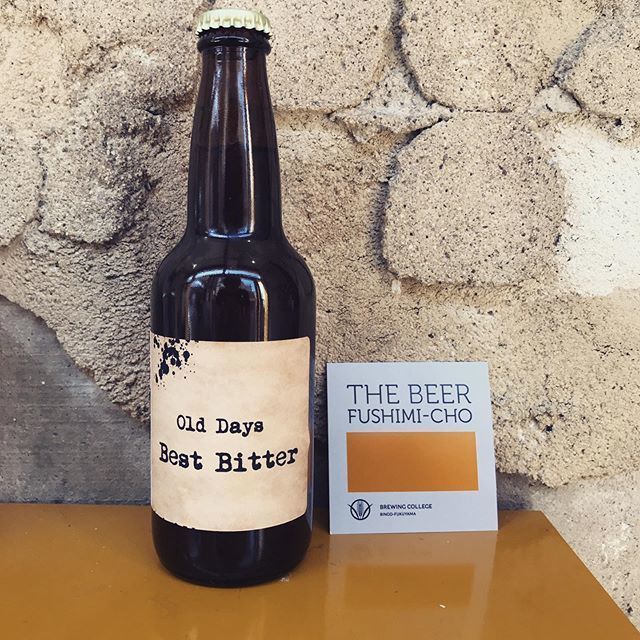 Old Days
Best Bitter
THE BEER
FUSHIMI-CHO
BREWING COLLEGE
BINGO-FUKUYAMA